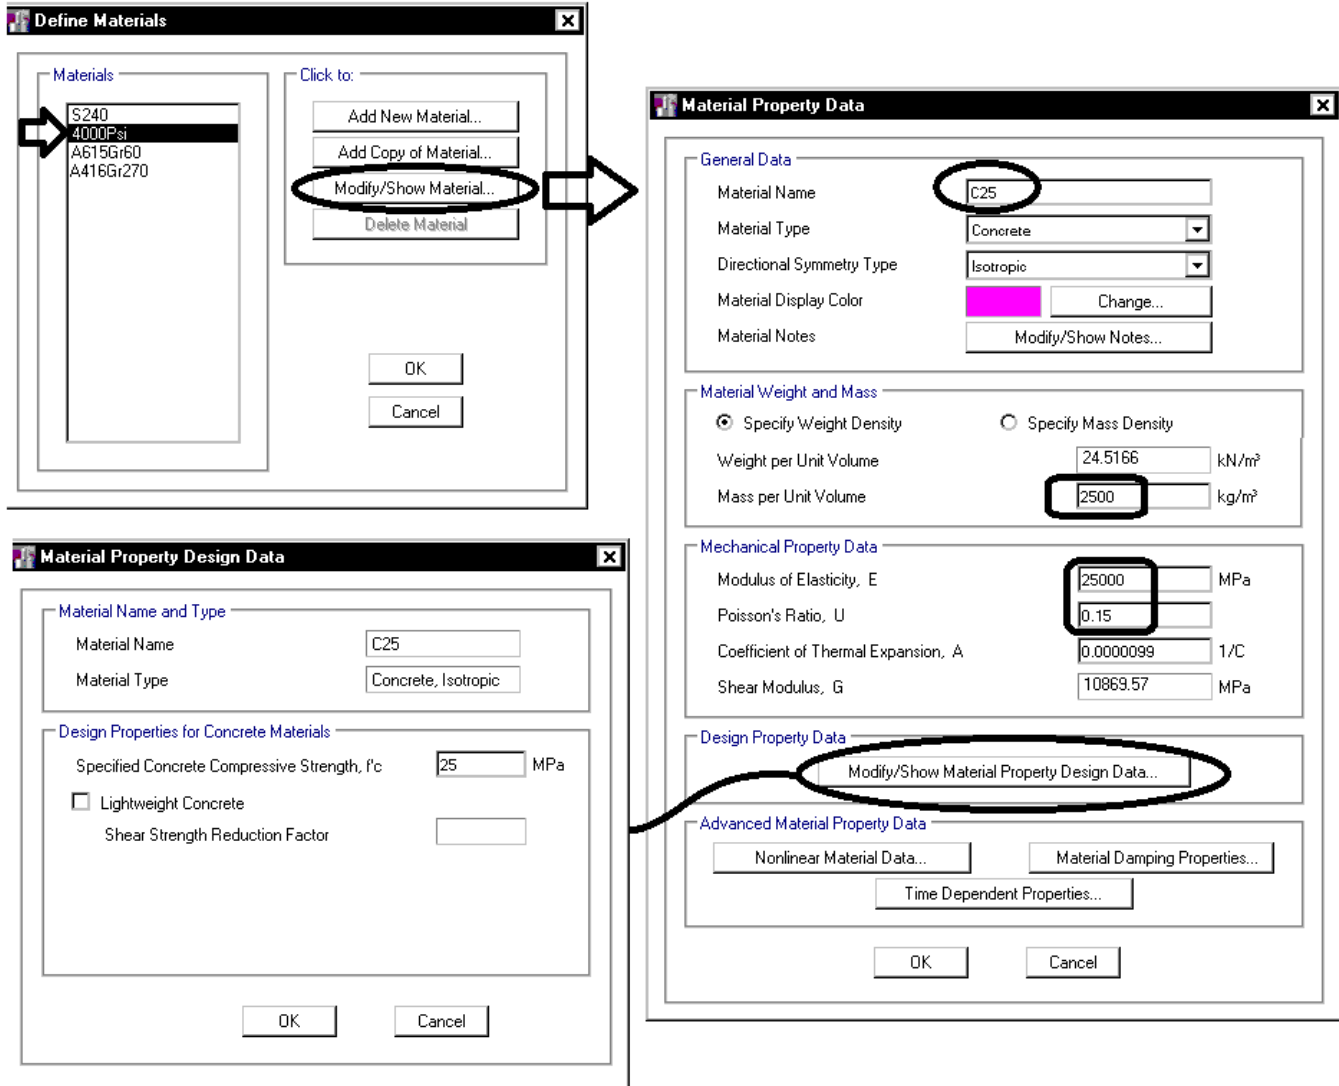 Define Materials
Materials
S240
4000Psi
A615Gr60
A416Gr270
Click to:
Add New Material...
Add Copy of Material...
Modify/Show Material...
Delete Material
OK
Cancel
Material Property Data
General Data
Material Name C25
Material Type Concrete
Directional Symmetry Type Isotropic
Material Display Color Change...
Material Notes Modify/Show Notes...
Material Weight and Mass
Specify Weight Density Specify Mass Density
Weight per Unit Volume 24.5166 kN/m³
Mass per Unit Volume 2500 kg/m³
Mechanical Property Data
Modulus of Elasticity, E 25000 MPa
Poisson's Ratio, U 0.15
Coefficient of Thermal Expansion, A 0.0000099 1/C
Shear Modulus, G 10869.57 MPa
Design Property Data
Modify/Show Material Property Design Data...
Advanced Material Property Data
Nonlinear Material Data... Material Damping Properties...
Time Dependent Properties...
OK Cancel
Material Property Design Data
Material Name and Type
Material Name C25
Material Type Concrete, Isotropic
Design Properties for Concrete Materials
Specified Concrete Compressive Strength, f'c 25 MPa
Lightweight Concrete
Shear Strength Reduction Factor
OK Cancel